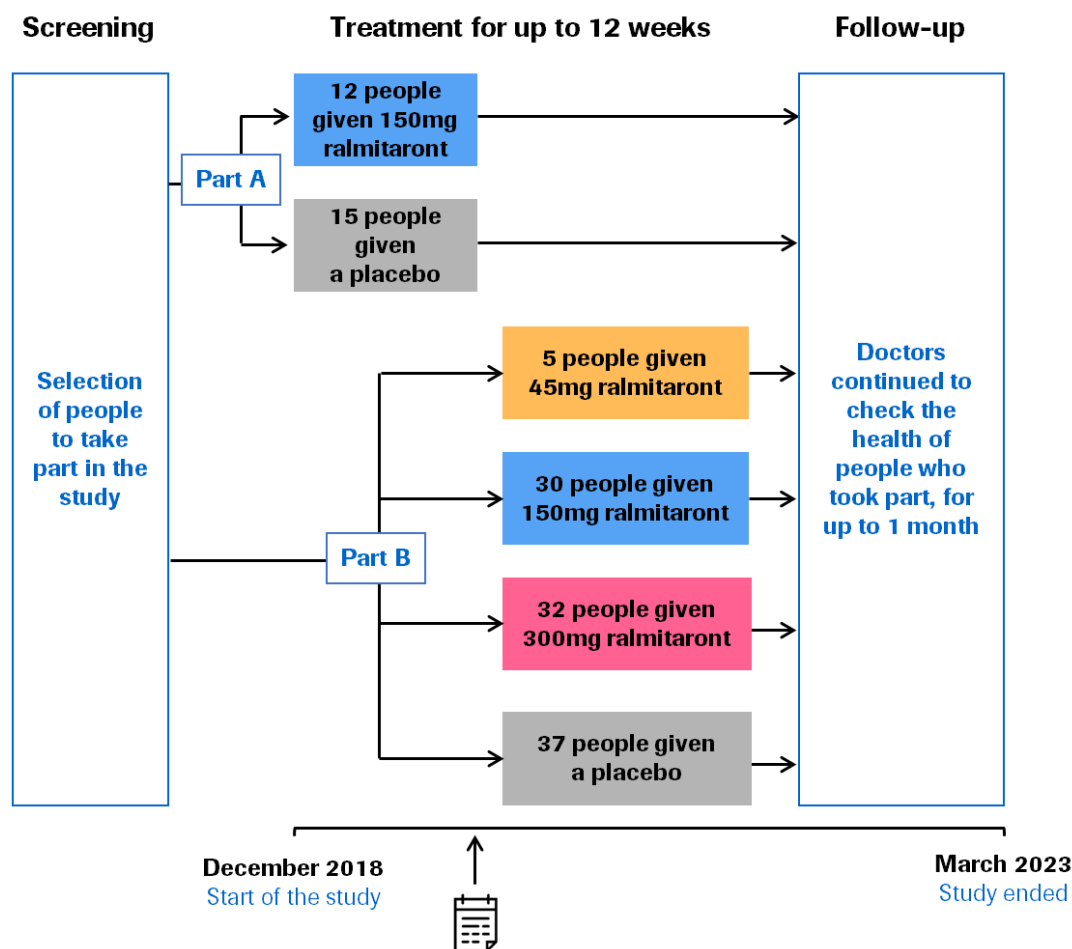 Screening
Treatment for up to 12 weeks
Follow-up
12 people
given 150mg
ralmitaront
Part A
15 people
given
a placebo
Selection
of people
to take
part in the
study
5 people given
45mg ralmitaront
30 people given
150mg ralmitaront
Part B
32 people given
300mg ralmitaront
37 people given
a placebo
Doctors
continued to
check the
health of
people who
took part, for
up to 1 month
December 2018
Start of the study
March 2023
Study ended